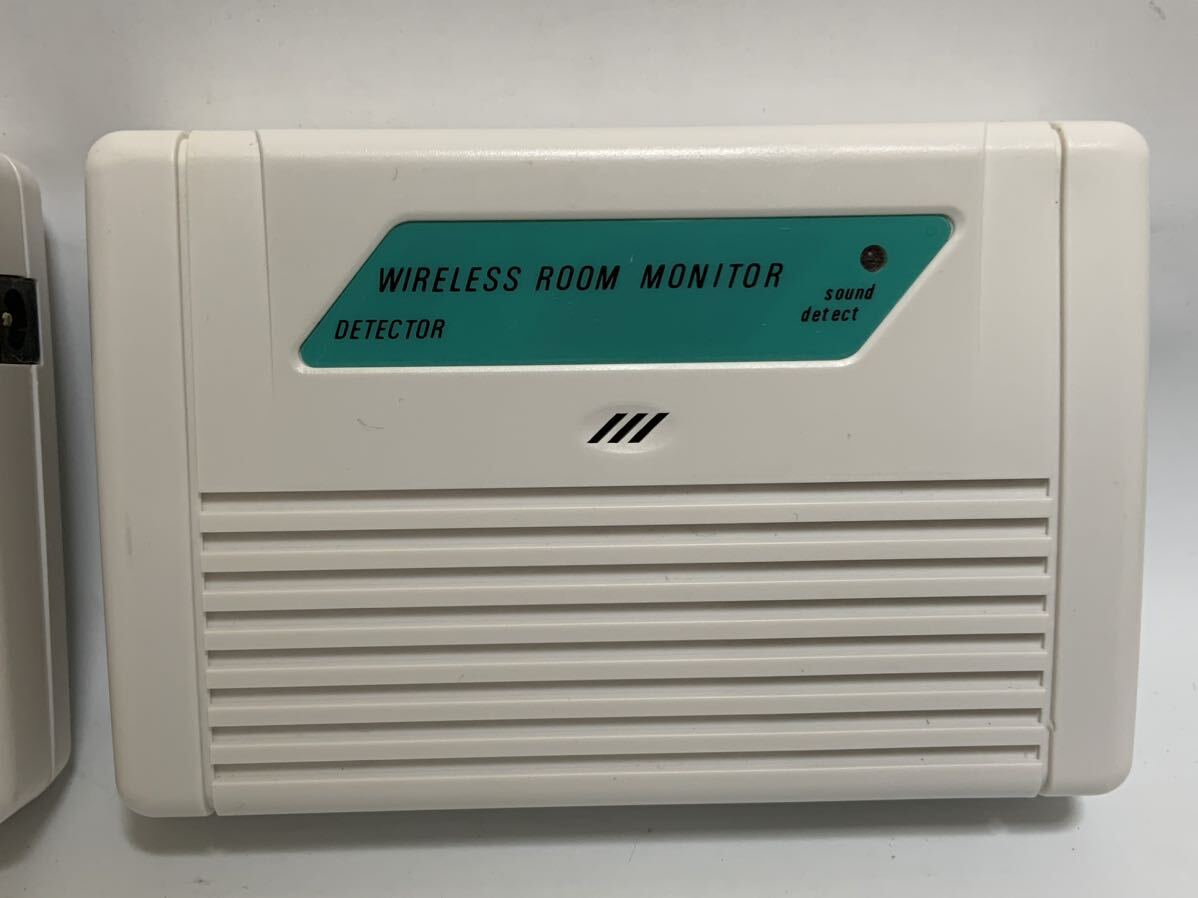 WIRELESS ROOM MONITOR
DETECTOR
sound
detect